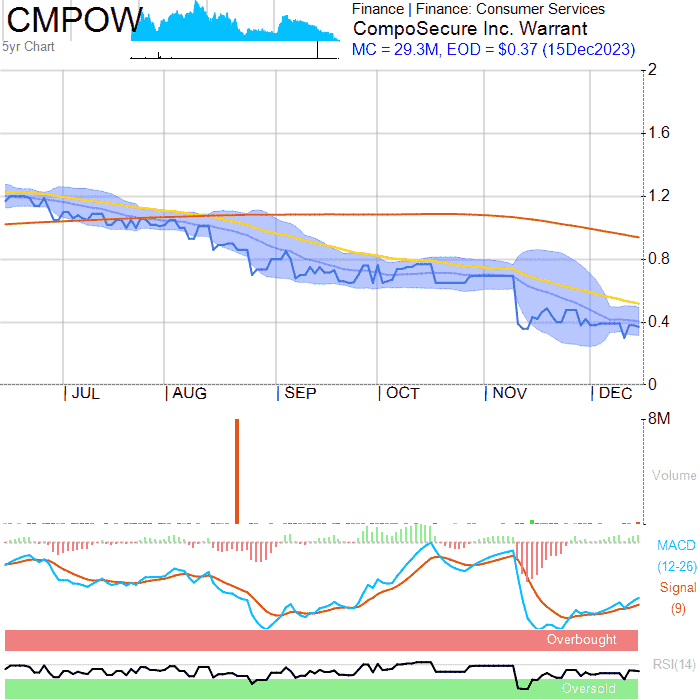 CMPOW
5yr Chart
Finance | Finance: Consumer Services
CompoSecure Inc. Warrant
MC = 29.3M, EOD = $0.37 (15Dec2023)
2
1.6
1.2
0.8
0.4
0
JUL
AUG
SEP
OCT
NOV
DEC
8M
Volume
MACD
(12-26)
Signal
(9)
Overbought
RSI(14)
Oversold